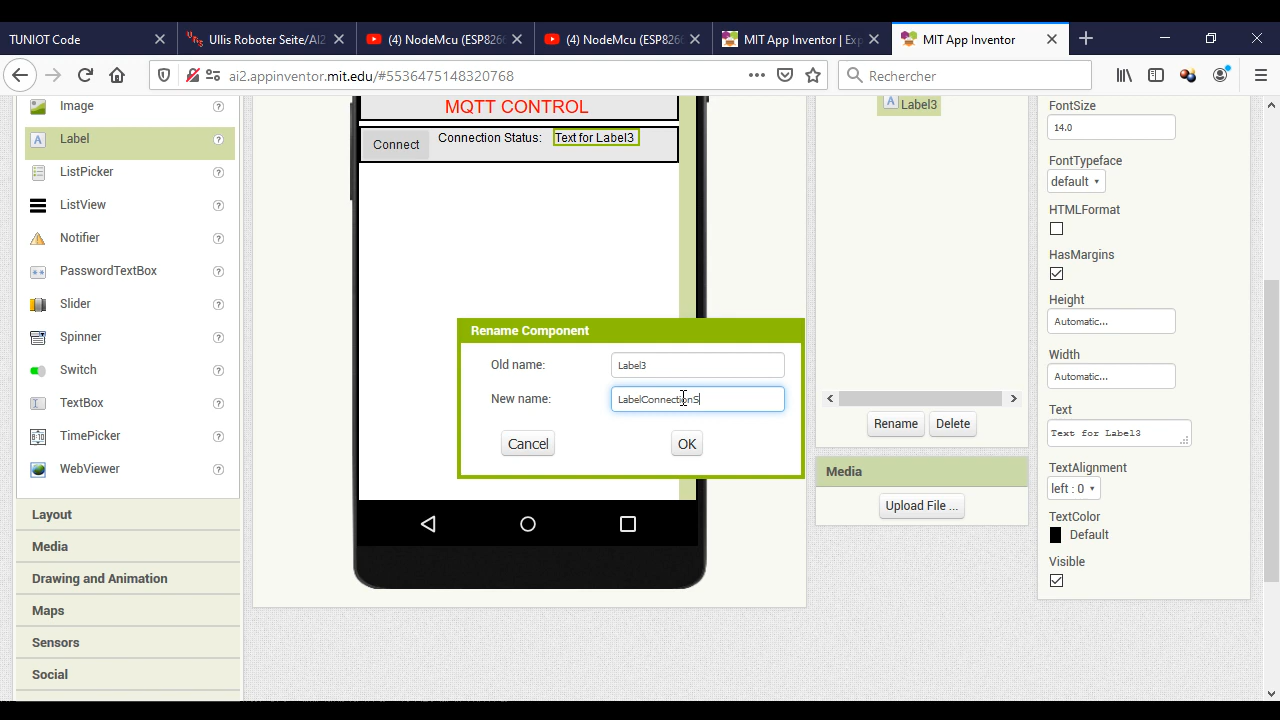 TUNIOT Code
Ullis Roboter Seite/AI2
(4) NodeMcu (ESP826
(4) NodeMcu (ESP826
MIT App Inventor | Exp
MIT App Inventor
ai2.appinventor.mit.edu/#5536475148320768
Rechercher
Image
Label
ListPicker
ListView
Notifier
PasswordTextBox
Slider
Spinner
Switch
TextBox
TimePicker
WebViewer
Layout
Media
Drawing and Animation
Maps
Sensors
Social
MQTT CONTROL
Connect
Connection Status:
Text for Label3
Rename Component
Old name:
Label3
New name:
LabelConnectionS
Cancel
OK
Label3
Rename
Delete
Media
Upload File ...
FontSize
14.0
FontTypeface
default
HTMLFormat
HasMargins
Height
Automatic...
Width
Automatic...
Text
Text for Label3
TextAlignment
left : 0
TextColor
Default
Visible